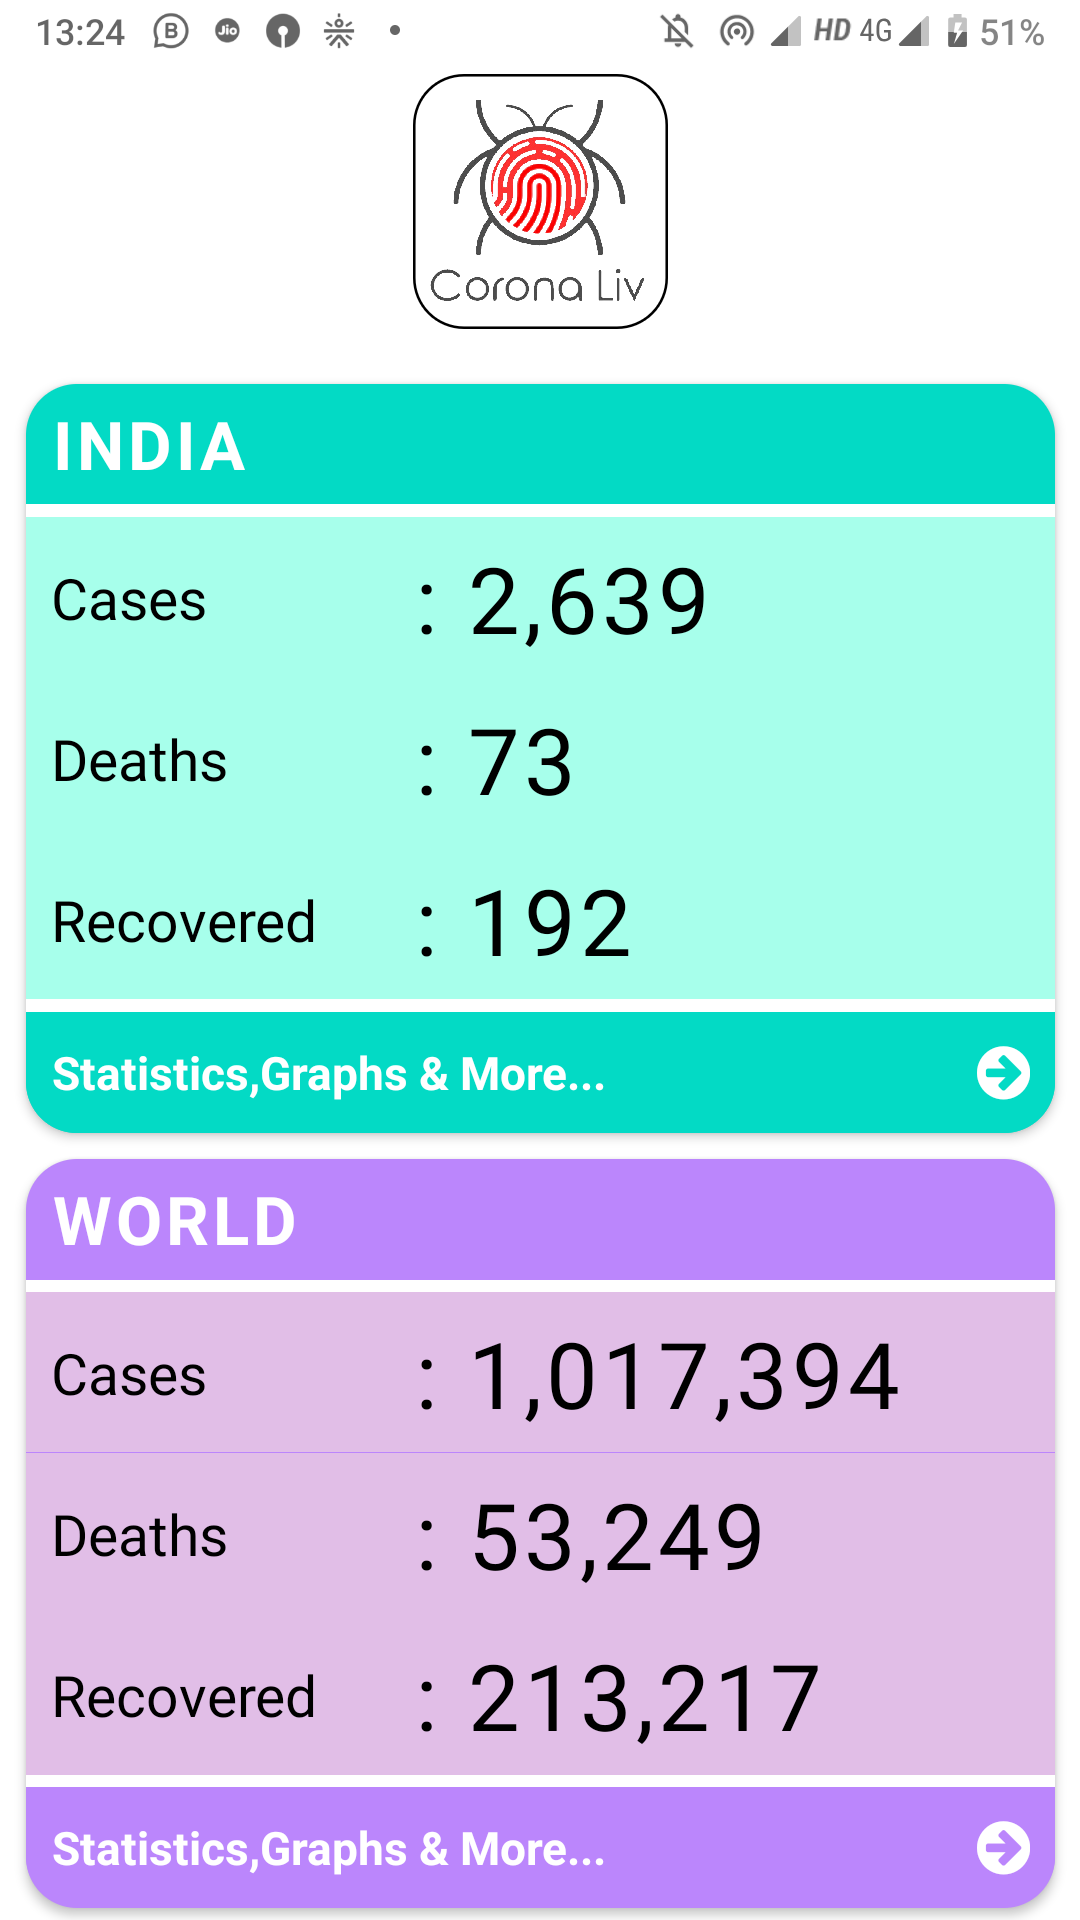 13:24 B Jio HD 4G 51%
Corona Liv
INDIA
Cases : 2,639
Deaths : 73
Recovered : 192
Statistics,Graphs & More...
WORLD
Cases : 1,017,394
Deaths : 53,249
Recovered : 213,217
Statistics,Graphs & More...